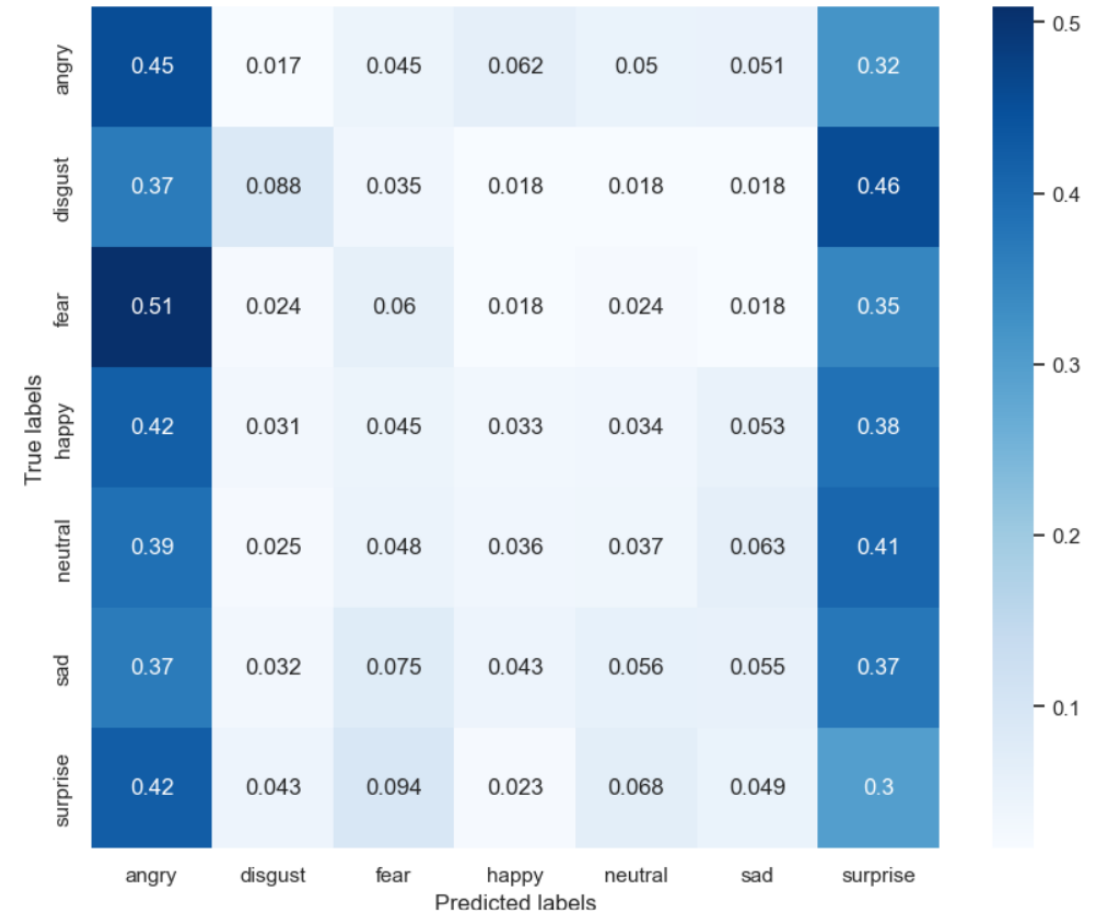 angry 0.45 0.017 0.045 0.062 0.05 0.051 0.32
disgust 0.37 0.088 0.035 0.018 0.018 0.018 0.46
fear 0.51 0.024 0.06 0.018 0.024 0.018 0.35
happy 0.42 0.031 0.045 0.033 0.034 0.053 0.38
neutral 0.39 0.025 0.048 0.036 0.037 0.063 0.41
sad 0.37 0.032 0.075 0.043 0.056 0.055 0.37
surprise 0.42 0.043 0.094 0.023 0.068 0.049 0.3
True labels
angry disgust fear happy neutral sad surprise
Predicted labels
0.5
0.4
0.3
0.2
0.1